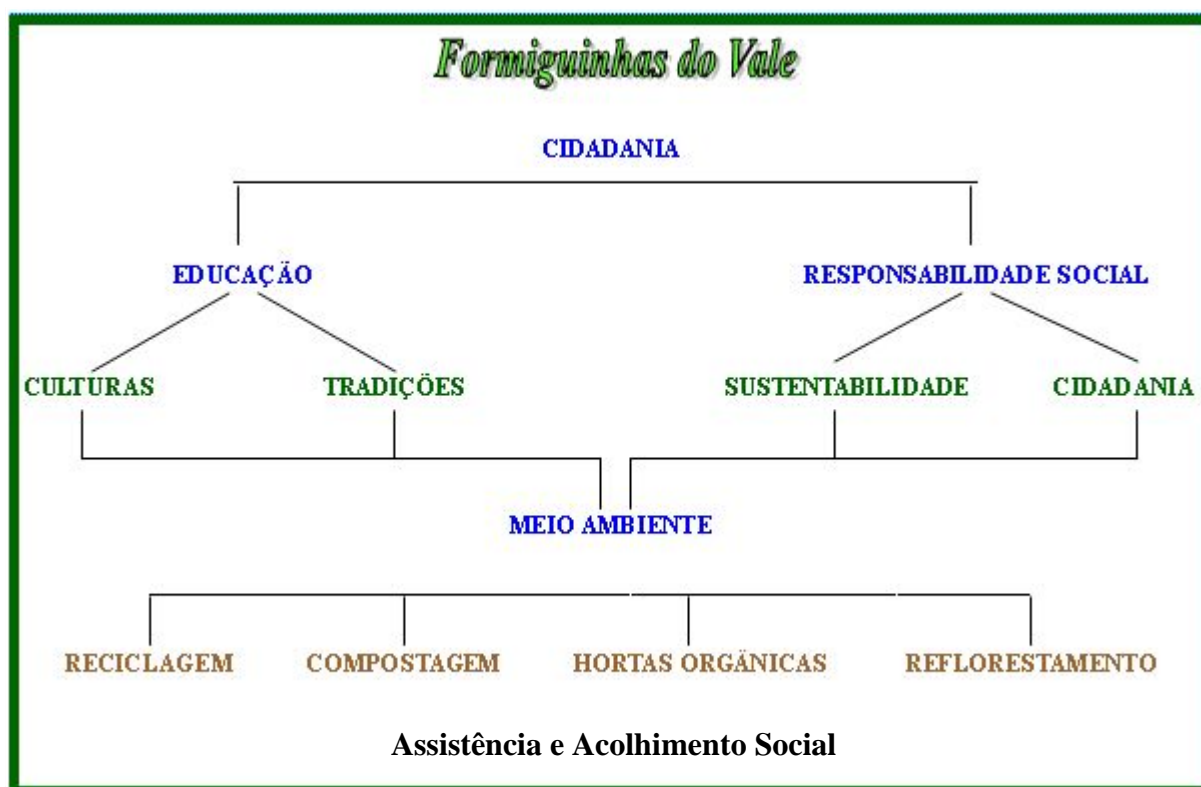 Formiguinhas do Vale
CIDADANIA
EDUCAÇÃO RESPONSABILIDADE SOCIAL
CULTURAS TRADIÇÕES SUSTENTABILIDADE CIDADANIA
MEIO AMBIENTE
RECICLAGEM COMPOSTAGEM HORTAS ORGÂNICAS REFLORESTAMENTO
Assistência e Acolhimento Social